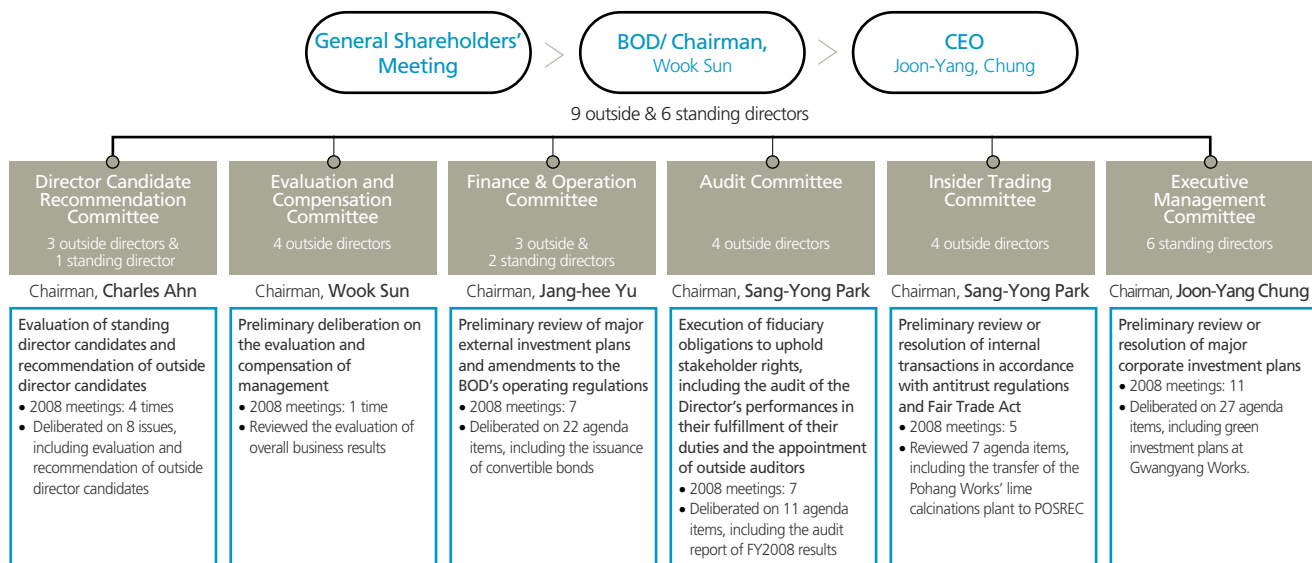 General Shareholders'
Meeting
BOD/ Chairman,
Wook Sun
CEO
Joon-Yang, Chung
9 outside & 6 standing directors
Director Candidate
Recommendation
Committee
3 outside directors &
1 standing director
Chairman, Charles Ahn
Evaluation of standing
director candidates and
recommendation of outside
director candidates
• 2008 meetings: 4 times
• Deliberated on 8 issues,
including evaluation and
recommendation of outside
director candidates
Evaluation and
Compensation
Committee
4 outside directors
Chairman, Wook Sun
Preliminary deliberation on
the evaluation and
compensation of
management
• 2008 meetings: 1 time
• Reviewed the evaluation of
overall business results
Finance & Operation
Committee
3 outside &
2 standing directors
Chairman, Jang-hee Yu
Preliminary review of major
external investment plans
and amendments to the
BOD's operating regulations
• 2008 meetings: 7
• Deliberated on 22 agenda
items, including the issuance
of convertible bonds
Audit Committee
4 outside directors
Chairman, Sang-Yong Park
Execution of fiduciary
obligations to uphold
stakeholder rights,
including the audit of the
Director's performances in
their fulfillment of their
duties and the appointment
of outside auditors
• 2008 meetings: 7
• Deliberated on 11 agenda
items, including the audit
report of FY2008 results
Insider Trading
Committee
4 outside directors
Chairman, Sang-Yong Park
Preliminary review or
resolution of internal
transactions in accordance
with antitrust regulations
and Fair Trade Act
• 2008 meetings: 5
• Reviewed 7 agenda items,
including the transfer of the
Pohang Works' lime
calcinations plant to POSREC
Executive
Management
Committee
6 standing directors
Chairman, Joon-Yang Chung
Preliminary review or
resolution of major
corporate investment plans
• 2008 meetings: 11
• Deliberated on 27 agenda
items, including green
investment plans at
Gwangyang Works.